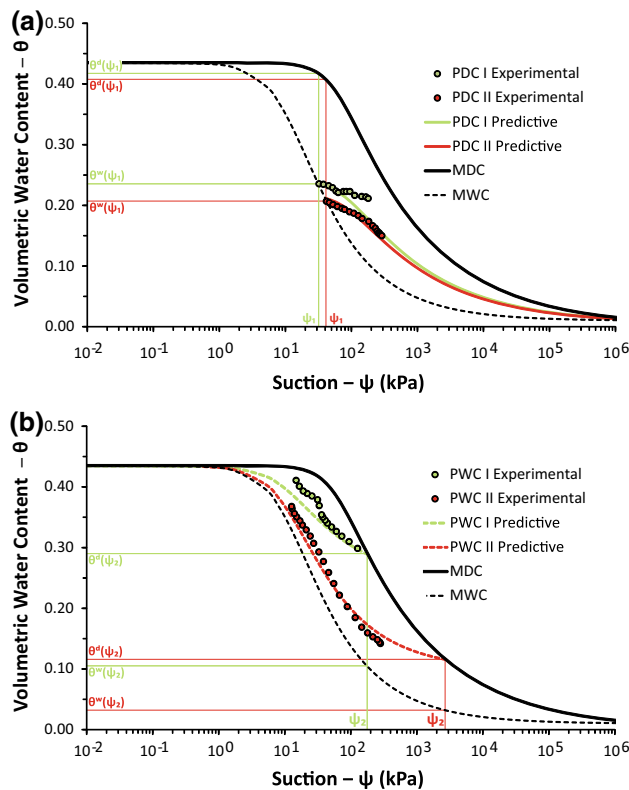 (a)
0.50
0.40
0.30
0.20
0.10
0.00
Volumetric Water Content – θ
θᵈ(ψ₁)
θᵈ(ψ₁)
θʷ(ψ₁)
θʷ(ψ₁)
PDC I Experimental
PDC II Experimental
PDC I Predictive
PDC II Predictive
MDC
MWC
ψ₁ ψ₁
10⁻² 10⁻¹ 10⁰ 10¹ 10² 10³ 10⁴ 10⁵ 10⁶
Suction – ψ (kPa)
(b)
0.50
0.40
0.30
0.20
0.10
0.00
Volumetric Water Content – θ
θᵈ(ψ₂)
θᵈ(ψ₂)
θʷ(ψ₂)
θʷ(ψ₂)
PWC I Experimental
PWC II Experimental
PWC I Predictive
PWC II Predictive
MDC
MWC
ψ₂ ψ₂
10⁻² 10⁻¹ 10⁰ 10¹ 10² 10³ 10⁴ 10⁵ 10⁶
Suction – ψ (kPa)